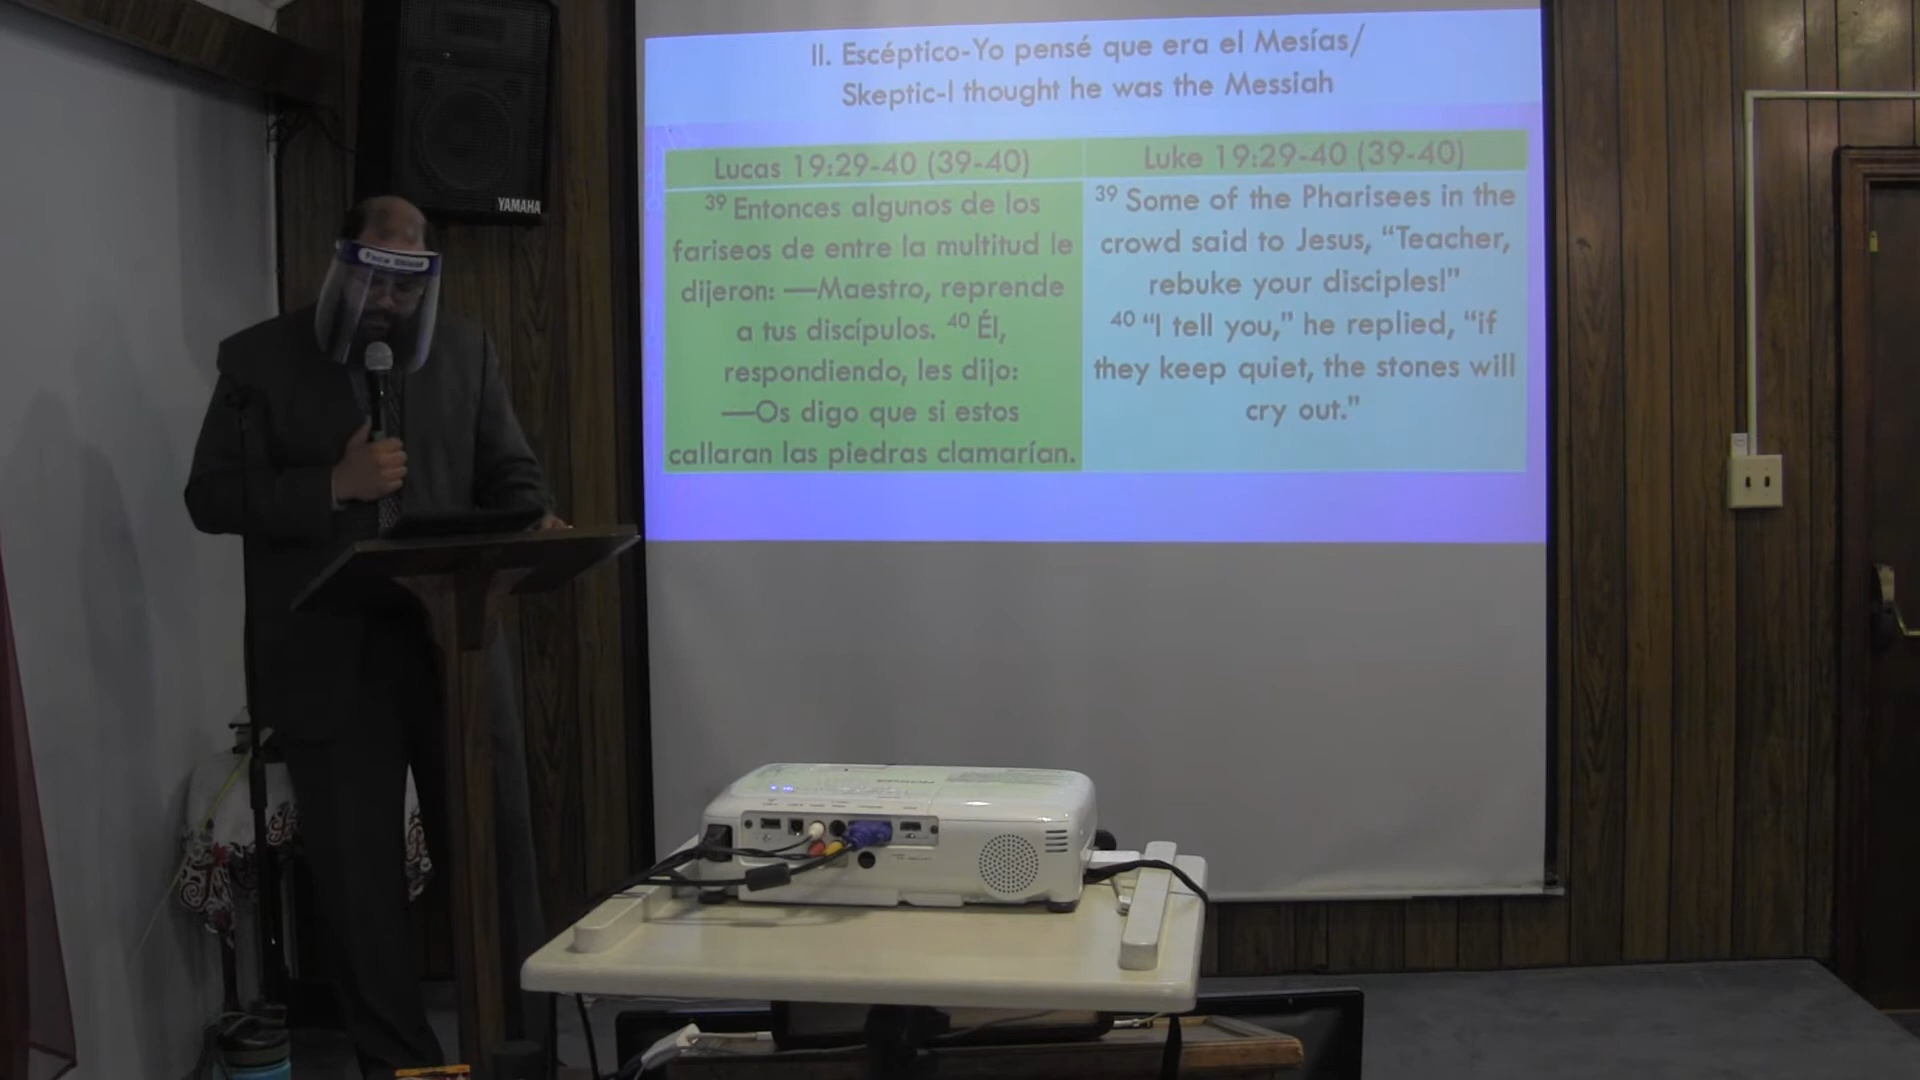 II. Escéptico-Yo pensé que era el Mesías/
Skeptic-I thought he was the Messiah
Lucas 19:29-40 (39-40)
39 Entonces algunos de los
fariseos de entre la multitud le
dijeron: —Maestro, reprende
a tus discípulos. 40 Él,
respondiendo, les dijo:
—Os digo que si estos
callaran las piedras clamarían.
Luke 19:29-40 (39-40)
39 Some of the Pharisees in the
crowd said to Jesus, “Teacher,
rebuke your disciples!”
40 “I tell you,” he replied, “if
they keep quiet, the stones will
cry out.”
YAMAHA
Face Shield